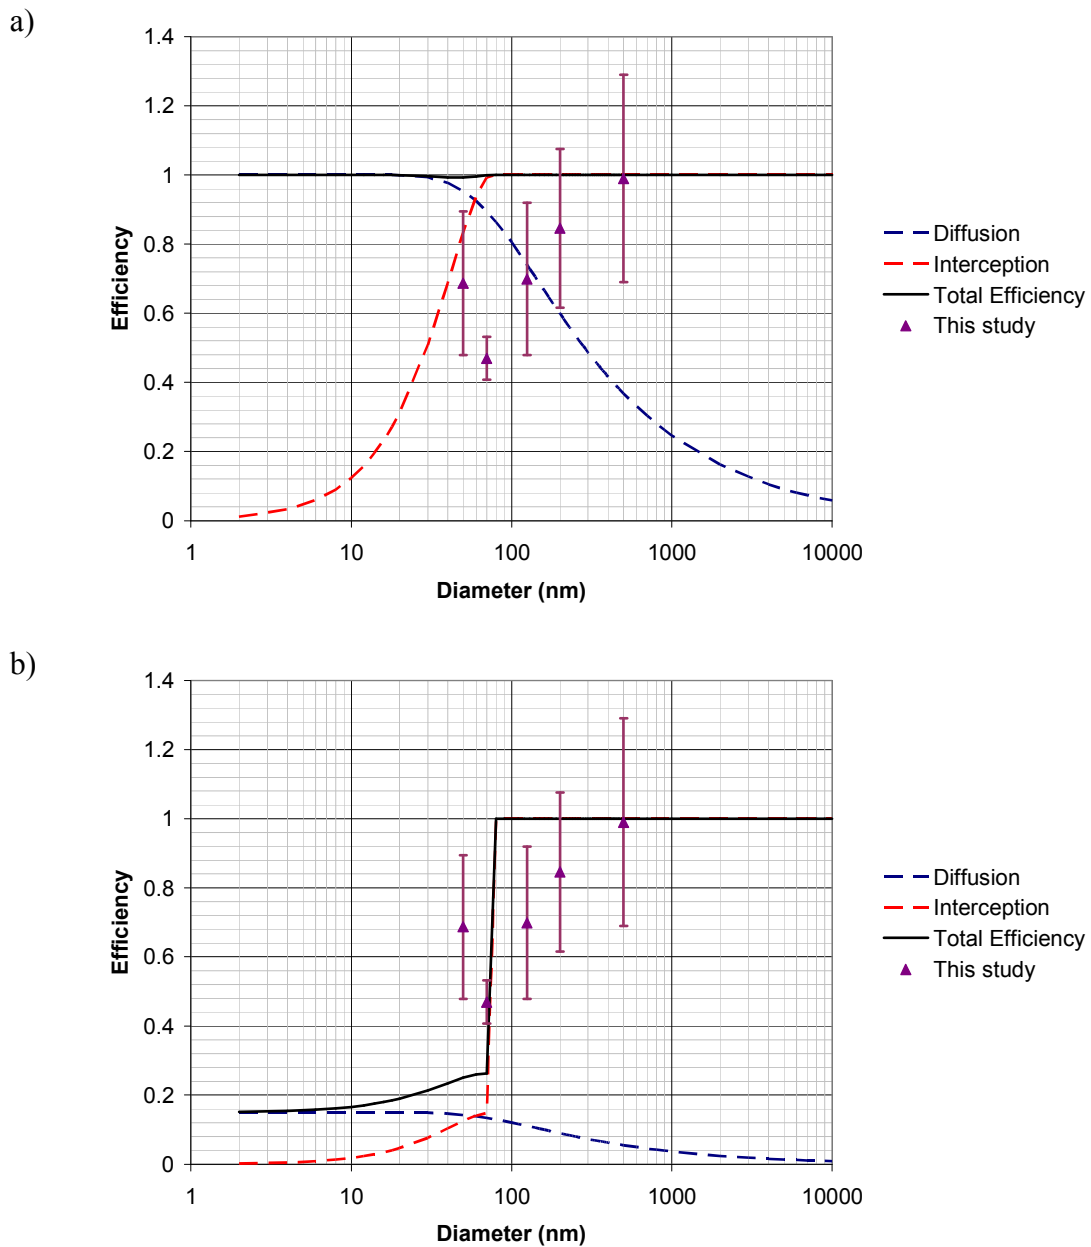 a)
1.4
1.2
1
0.8
0.6
0.4
0.2
0
Efficiency
1 10 100 1000 10000
Diameter (nm)
Diffusion
Interception
Total Efficiency
This study
b)
1.4
1.2
1
0.8
0.6
0.4
0.2
0
Efficiency
1 10 100 1000 10000
Diameter (nm)
Diffusion
Interception
Total Efficiency
This study